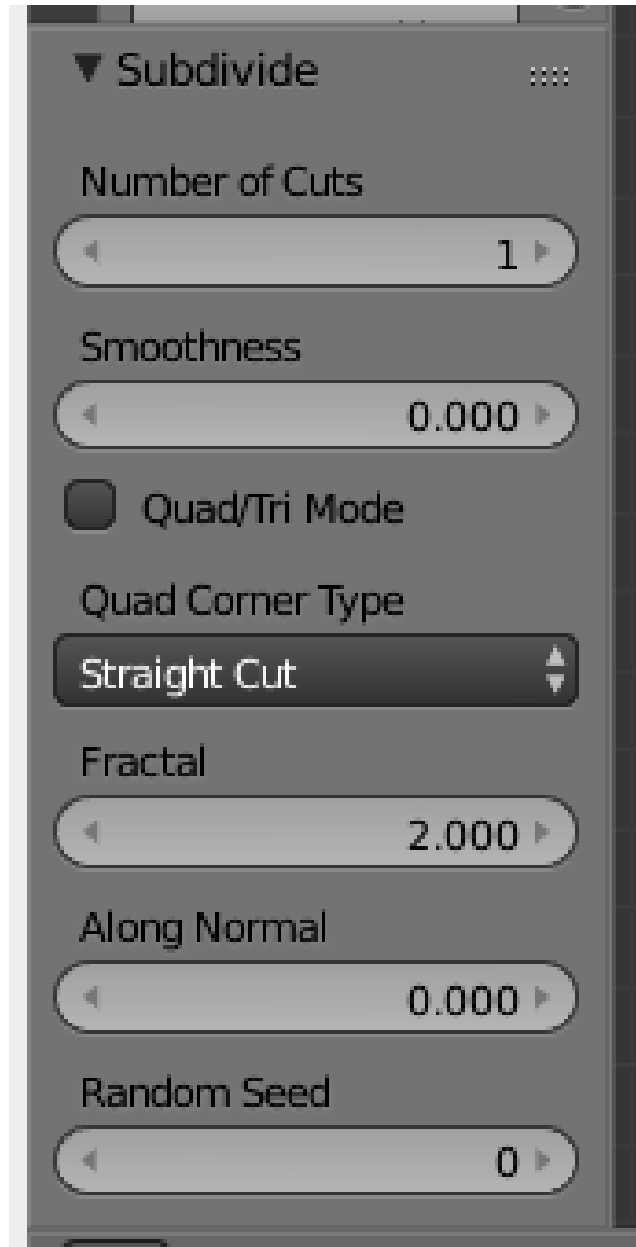 Subdivide
Number of Cuts
1
Smoothness
0.000
Quad/Tri Mode
Quad Corner Type
Straight Cut
Fractal
2.000
Along Normal
0.000
Random Seed
0